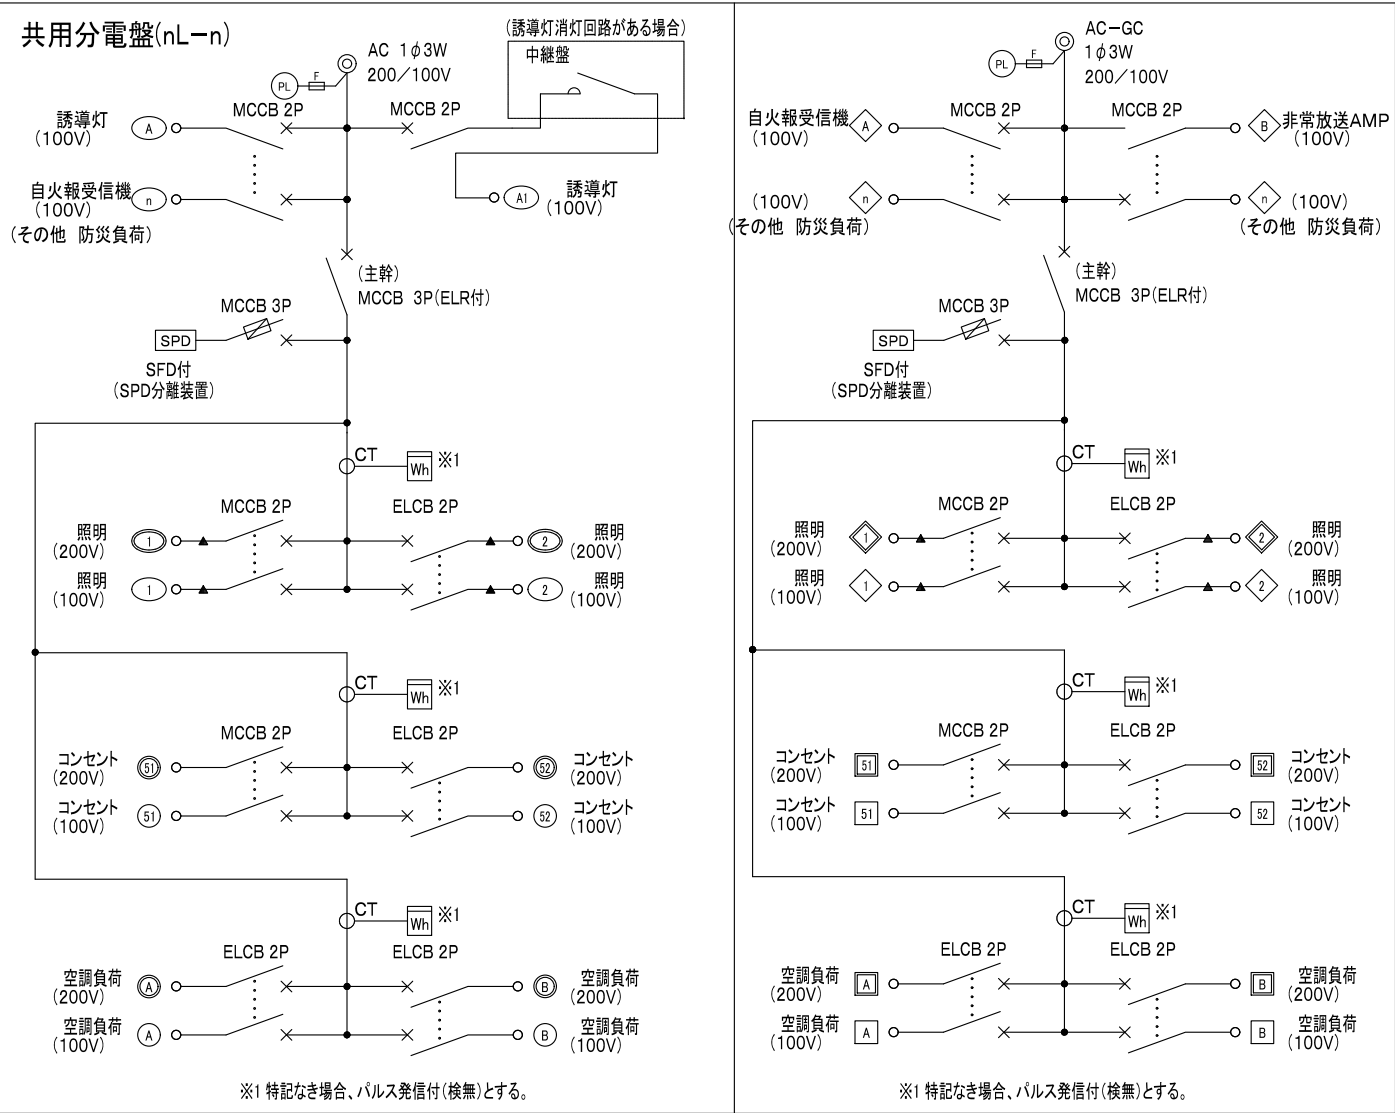 共用分電盤(nL－n)
AC 1φ3W
200／100V
PL
F
(誘導灯消灯回路がある場合)
中継盤
MCCB 2P
MCCB 2P
誘導灯
(100V)
A
自火報受信機
(100V)
n
(その他 防災負荷)
A1
誘導灯
(100V)
(主幹)
MCCB 3P(ELR付)
MCCB 3P
SPD
SFD付
(SPD分離装置)
CT
Wh
※1
MCCB 2P
ELCB 2P
照明
(200V)
1
2
照明
(200V)
照明
(100V)
1
2
照明
(100V)
CT
Wh
※1
MCCB 2P
ELCB 2P
コンセント
(200V)
51
52
コンセント
(200V)
コンセント
(100V)
51
52
コンセント
(100V)
CT
Wh
※1
ELCB 2P
ELCB 2P
空調負荷
(200V)
A
B
空調負荷
(200V)
空調負荷
(100V)
A
B
空調負荷
(100V)
※1 特記なき場合、パルス発信付(検無)とする。
AC－GC
1φ3W
200／100V
PL
F
MCCB 2P
MCCB 2P
自火報受信機
(100V)
A
B
非常放送AMP
(100V)
(100V)
n
n
(100V)
(その他 防災負荷)
(その他 防災負荷)
(主幹)
MCCB 3P(ELR付)
MCCB 3P
SPD
SFD付
(SPD分離装置)
CT
Wh
※1
MCCB 2P
ELCB 2P
照明
(200V)
1
2
照明
(200V)
照明
(100V)
1
2
照明
(100V)
CT
Wh
※1
MCCB 2P
ELCB 2P
コンセント
(200V)
51
52
コンセント
(200V)
コンセント
(100V)
51
52
コンセント
(100V)
CT
Wh
※1
ELCB 2P
ELCB 2P
空調負荷
(200V)
A
B
空調負荷
(200V)
空調負荷
(100V)
A
B
空調負荷
(100V)
※1 特記なき場合、パルス発信付(検無)とする。